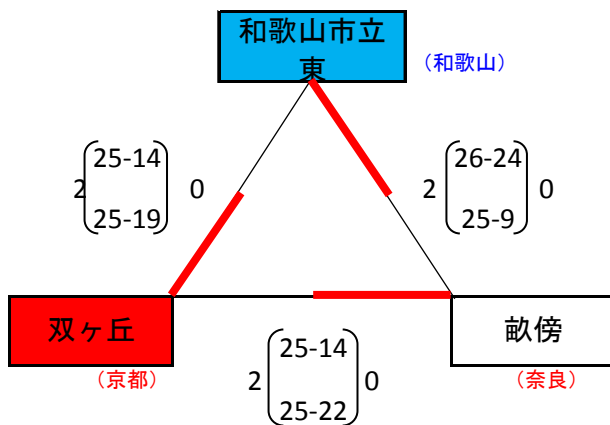 和歌山市立
東
(和歌山)
2 25-14 0
25-19
2 26-24 0
25-9
双ヶ丘
(京都)
畝傍
(奈良)
25-14
2 0
25-22